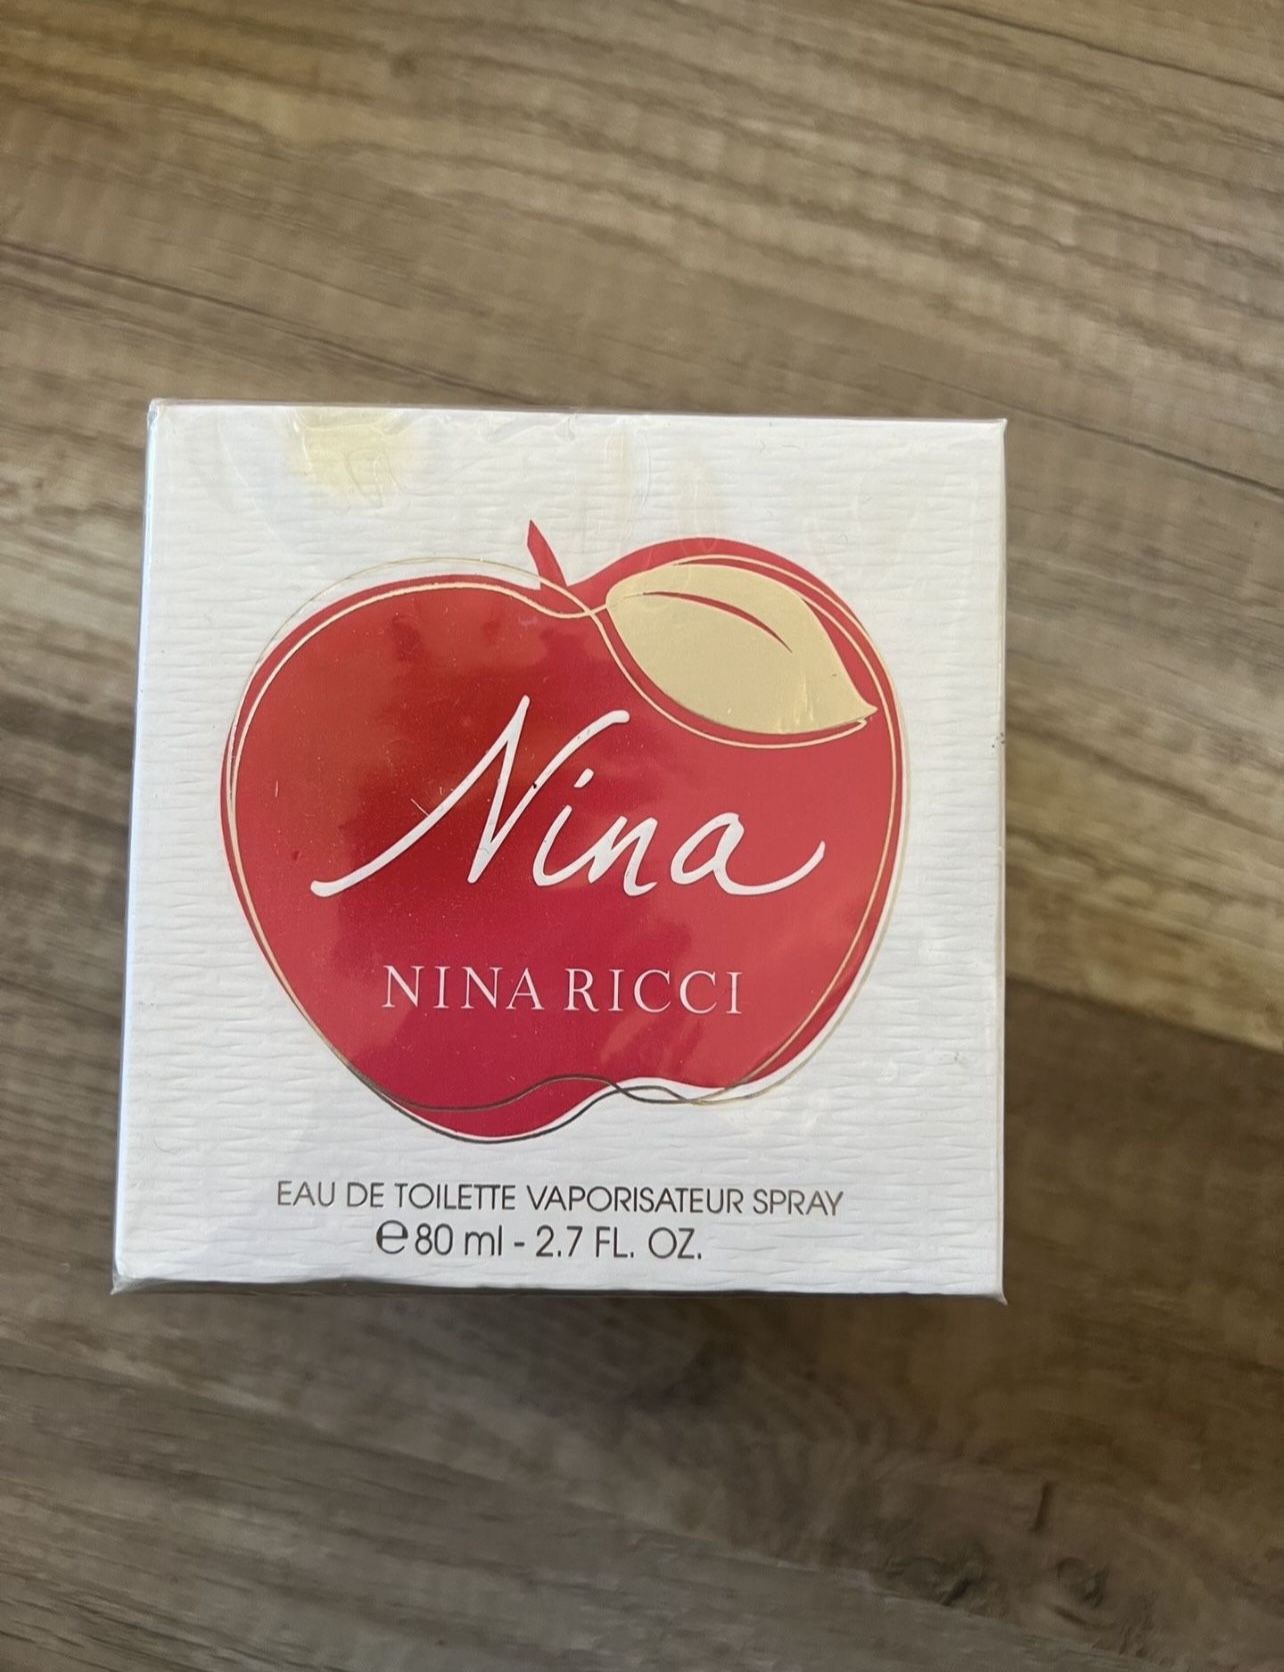 Nina
NINA RICCI
EAU DE TOILETTE VAPORISATEUR SPRAY
℮80 ml - 2.7 FL. OZ.